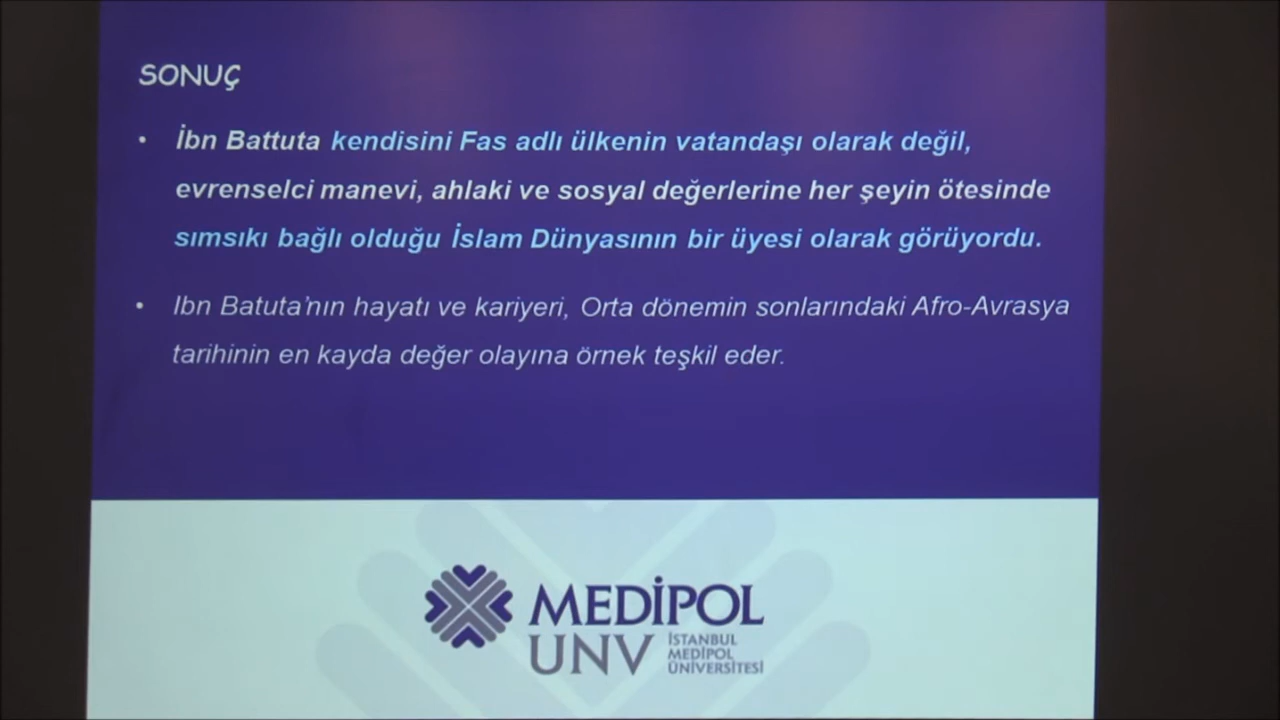 SONUÇ
• İbn Battuta kendisini Fas adlı ülkenin vatandaşı olarak değil,
evrenselci manevi, ahlaki ve sosyal değerlerine her şeyin ötesinde
sımsıkı bağlı olduğu İslam Dünyasının bir üyesi olarak görüyordu.
• Ibn Batuta’nın hayatı ve kariyeri, Orta dönemin sonlarındaki Afro-Avrasya
tarihinin en kayda değer olayına örnek teşkil eder.
MEDİPOL
UNV
İSTANBUL
MEDİPOL
ÜNİVERSİTESİ